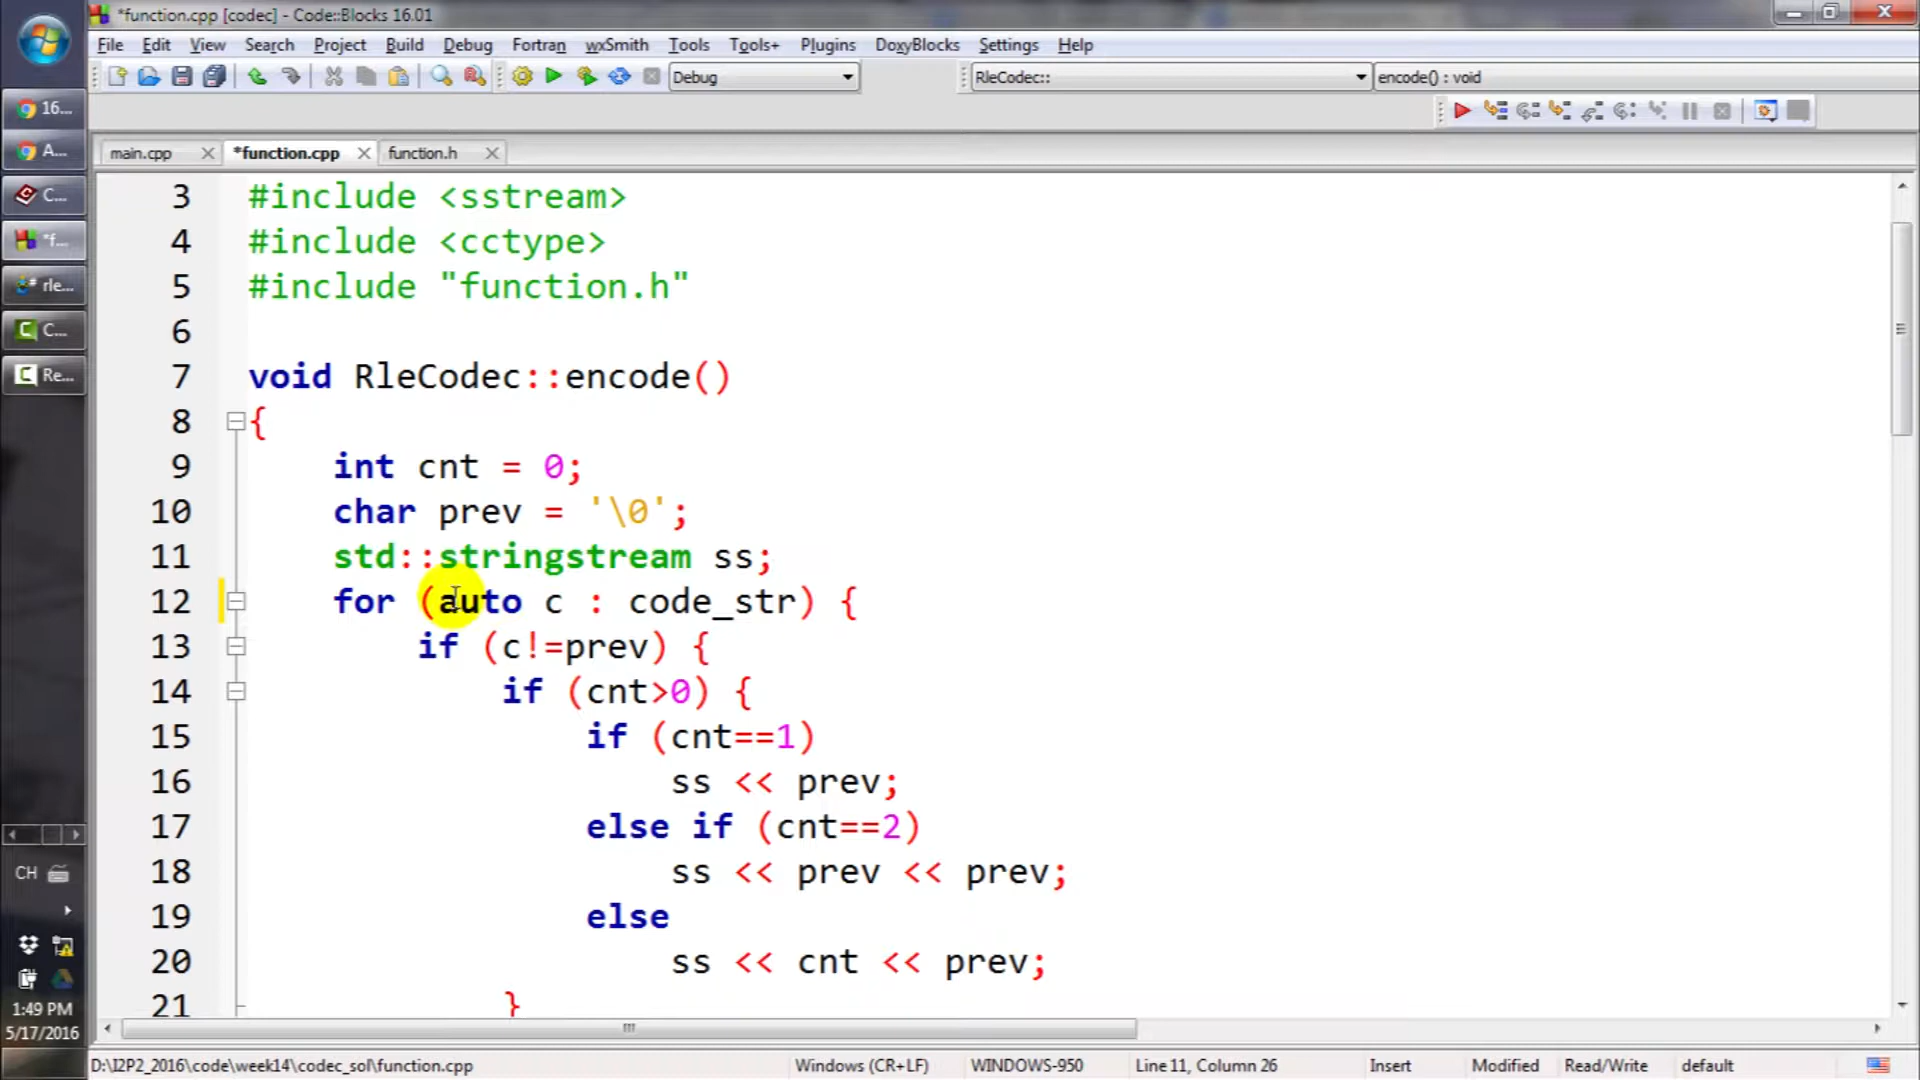 *function.cpp [codec] - Code::Blocks 16.01
File Edit View Search Project Build Debug Fortran wxSmith Tools Tools+ Plugins DoxyBlocks Settings Help
Debug RleCodec:: encode() : void
main.cpp *function.cpp function.h
16...
A...
C...
*f...
rle...
C...
Re...
3 #include <sstream>
4 #include <cctype>
5 #include "function.h"
6
7 void RleCodec::encode()
8 {
9 int cnt = 0;
10 char prev = '\0';
11 std::stringstream ss;
12 for (auto c : code_str) {
13 if (c!=prev) {
14 if (cnt>0) {
15 if (cnt==1)
16 ss << prev;
17 else if (cnt==2)
18 ss << prev << prev;
19 else
20 ss << cnt << prev;
21 }
CH
1:49 PM
5/17/2016
D:\I2P2_2016\code\week14\codec_sol\function.cpp Windows (CR+LF) WINDOWS-950 Line 11, Column 26 Insert Modified Read/Write default